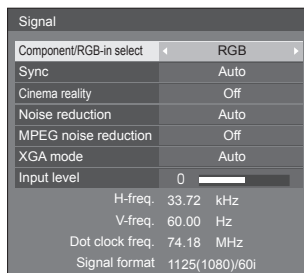 Signal
Component/RGB-in select RGB
Sync Auto
Cinema reality Off
Noise reduction Auto
MPEG noise reduction Off
XGA mode Auto
Input level 0
H-freq. 33.72 kHz
V-freq. 60.00 Hz
Dot clock freq. 74.18 MHz
Signal format 1125(1080)/60i